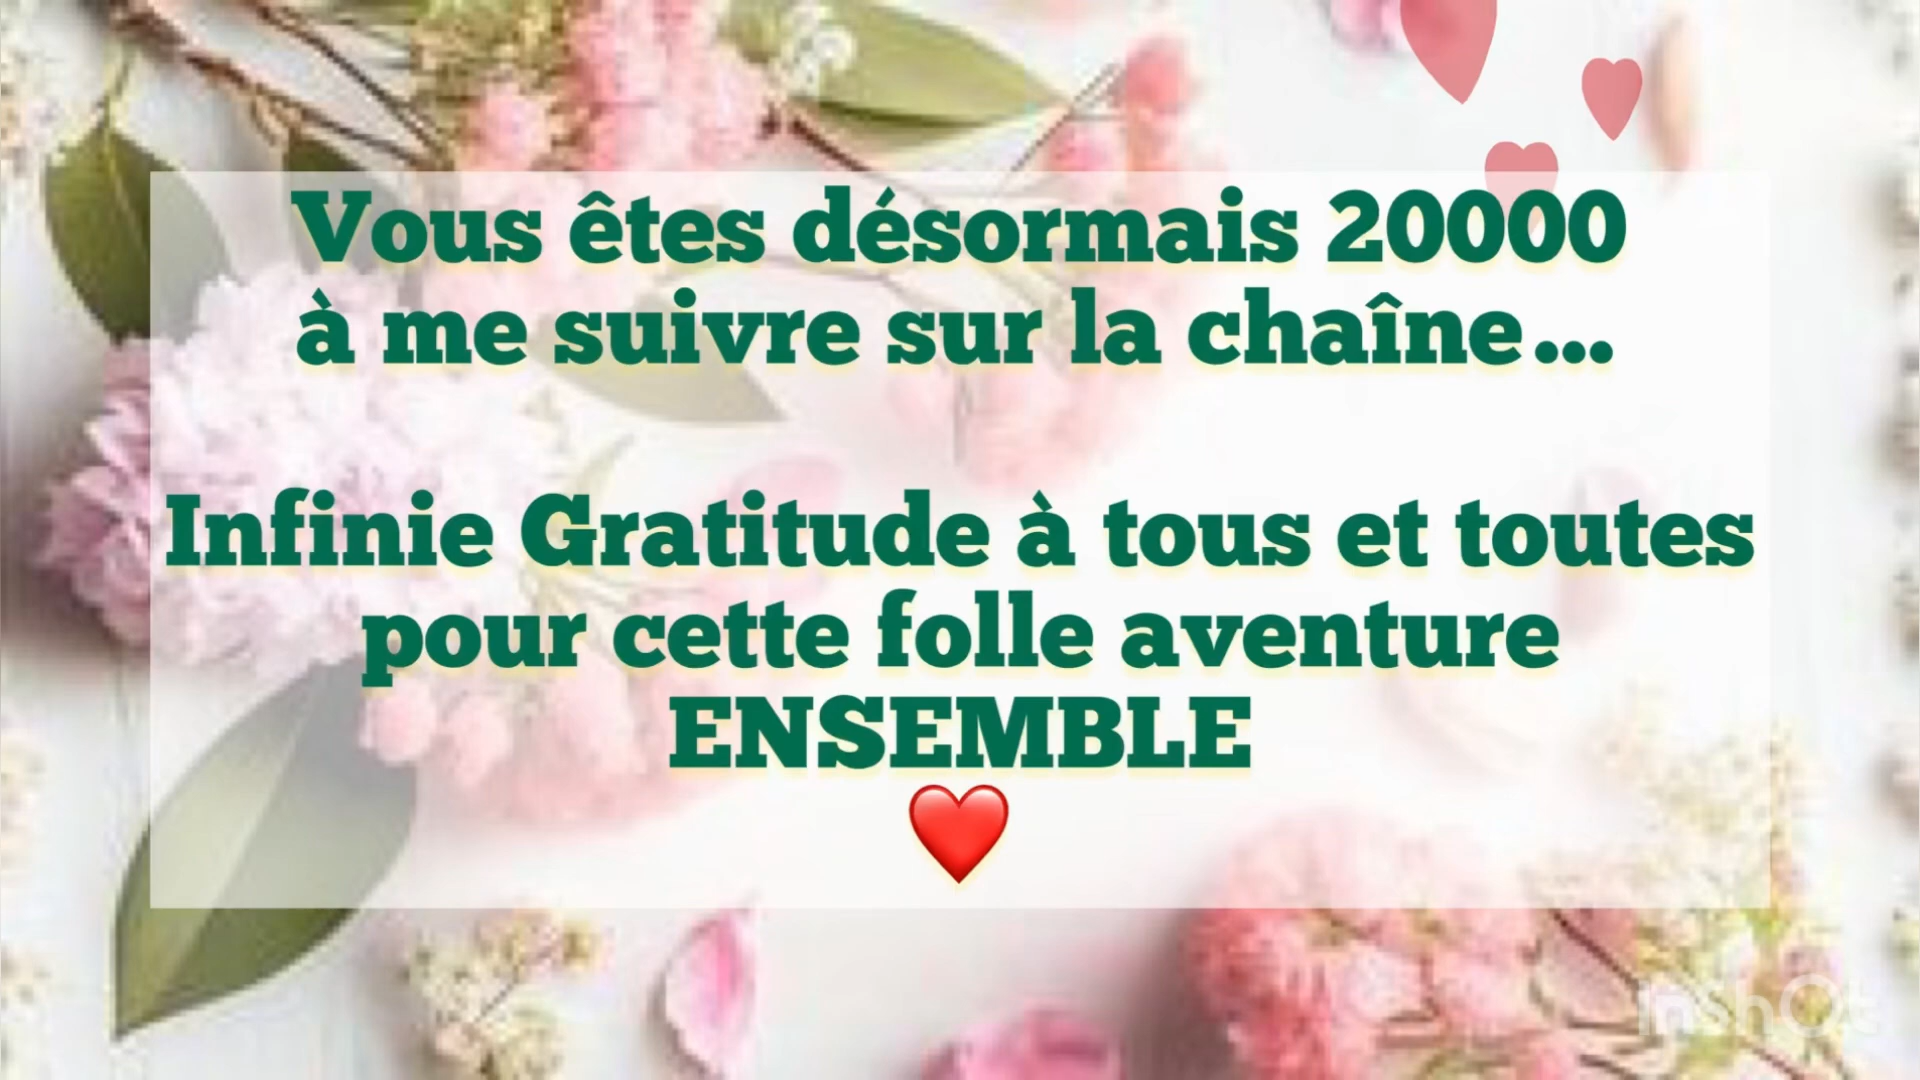 Vous êtes désormais 20000
à me suivre sur la chaîne...
Infinie Gratitude à tous et toutes
pour cette folle aventure
ENSEMBLE
InShOt